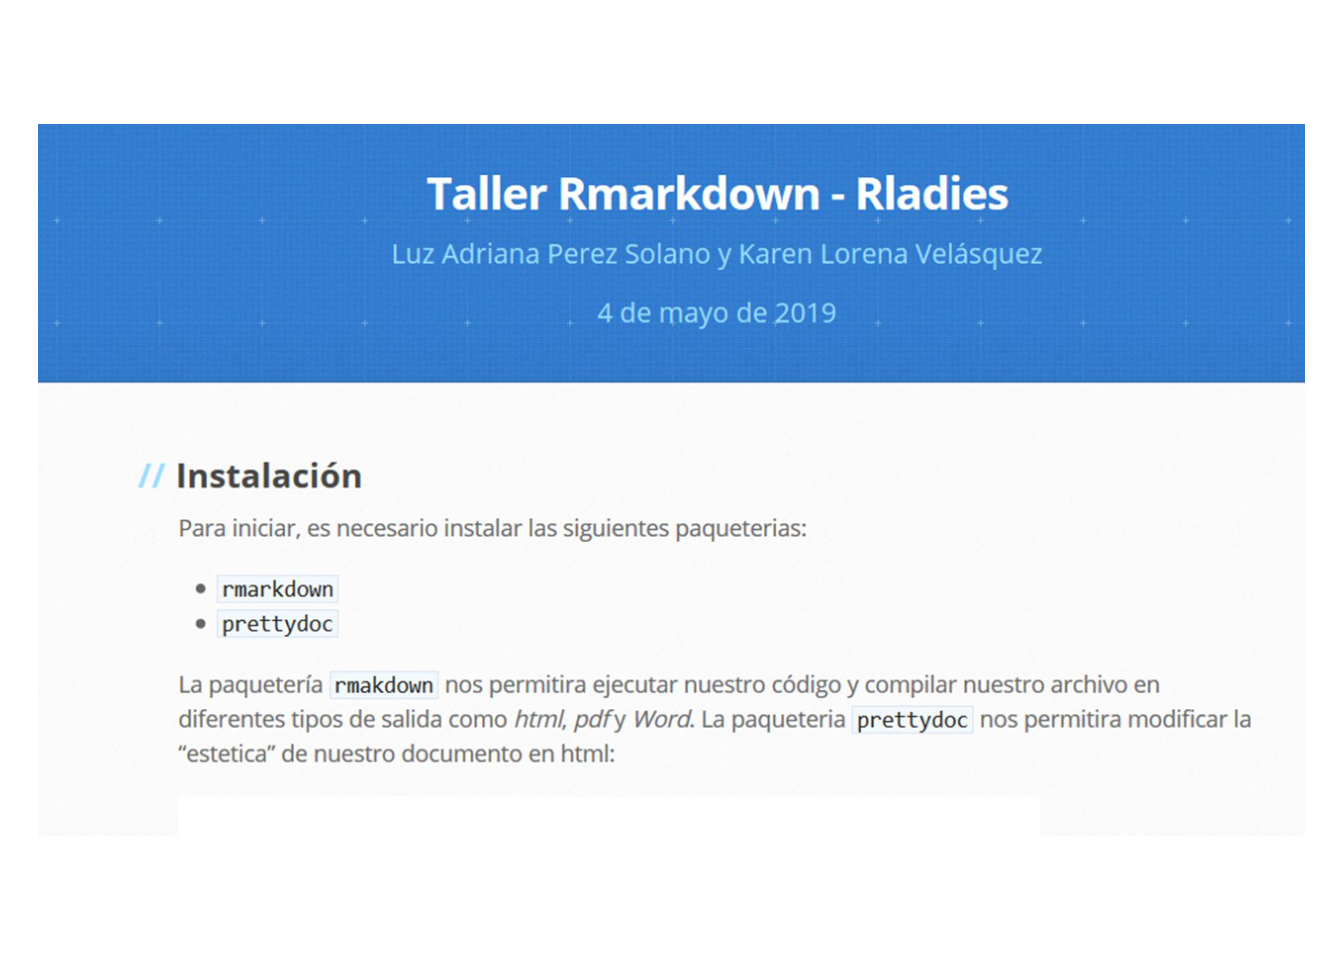 Taller Rmarkdown - Rladies
Luz Adriana Perez Solano y Karen Lorena Velásquez
4 de mayo de 2019
// Instalación
Para iniciar, es necesario instalar las siguientes paqueterias:
• rmarkdown
• prettydoc
La paquetería rmakdown nos permitira ejecutar nuestro código y compilar nuestro archivo en
diferentes tipos de salida como html, pdf y Word. La paqueteria prettydoc nos permitira modificar la
“estetica” de nuestro documento en html: